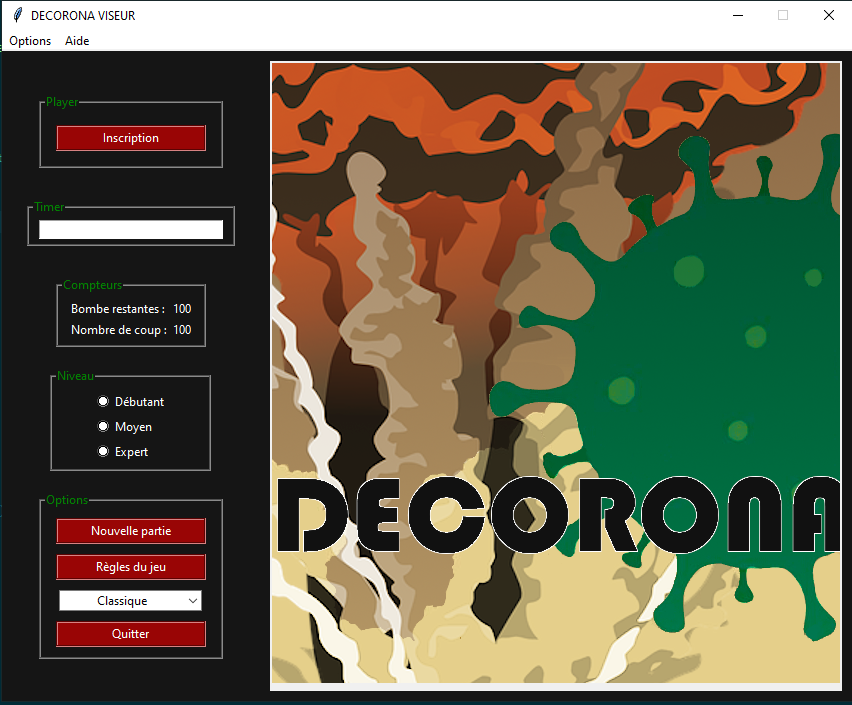 DECORONA VISEUR
Options Aide
Player
Inscription
Timer
Compteurs
Bombe restantes : 100
Nombre de coup : 100
Niveau
Débutant
Moyen
Expert
Options
Nouvelle partie
Règles du jeu
Classique
Quitter
DECORONA